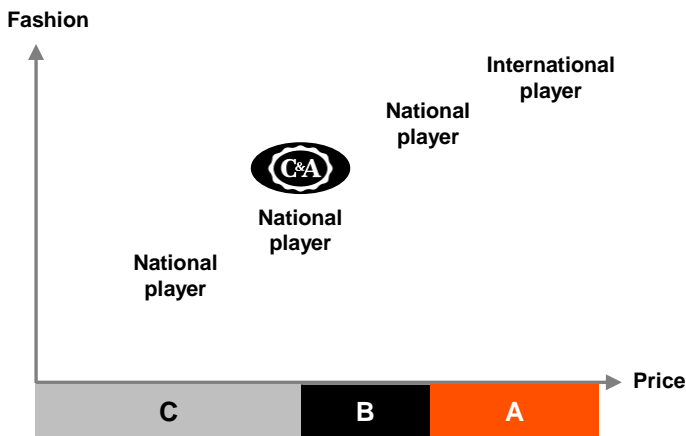 Fashion
International
player
National
player
C&A
National
player
National
player
Price
C
B
A